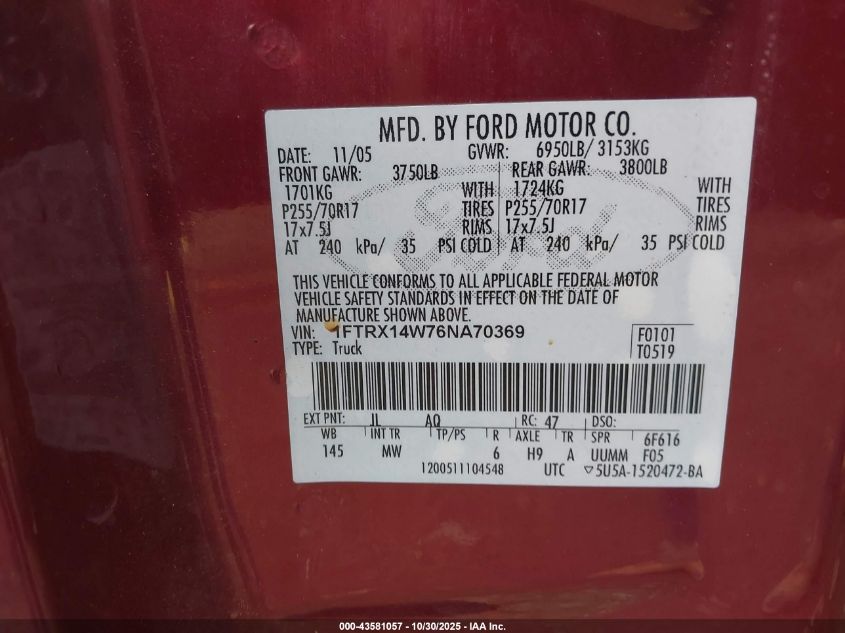 MFD. BY FORD MOTOR CO.
DATE: 11/05 GVWR: 6950LB/ 3153KG
FRONT GAWR: 3750LB REAR GAWR: 3800LB
1701KG WITH 1724KG WITH
P255/70R17 TIRES P255/70R17 TIRES
17x7.5J RIMS 17x7.5J RIMS
AT 240 kPa/ 35 PSI COLD AT 240 kPa/ 35 PSI COLD
Ford
THIS VEHICLE CONFORMS TO ALL APPLICABLE FEDERAL MOTOR
VEHICLE SAFETY STANDARDS IN EFFECT ON THE DATE OF
MANUFACTURE SHOWN ABOVE.
VIN: 1FTRX14W76NA70369 F0101
TYPE: Truck T0519
EXT PNT: JL AQ RC: 47 DSO:
WB INT TR TP/PS R AXLE TR SPR 6F616
145 MW 6 H9 A UUMM F05
1200511104548 UTC ▽5U5A-1520472-BA
000-43581057 - 10/30/2025 - IAA Inc.